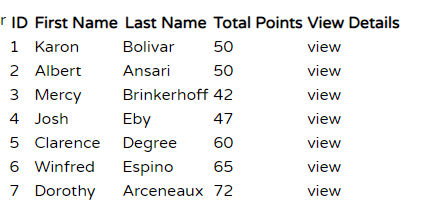 r ID First Name Last Name Total Points View Details
1 Karon Bolivar 50 view
2 Albert Ansari 50 view
3 Mercy Brinkerhoff 42 view
4 Josh Eby 47 view
5 Clarence Degree 60 view
6 Winfred Espino 65 view
7 Dorothy Arceneaux 72 view